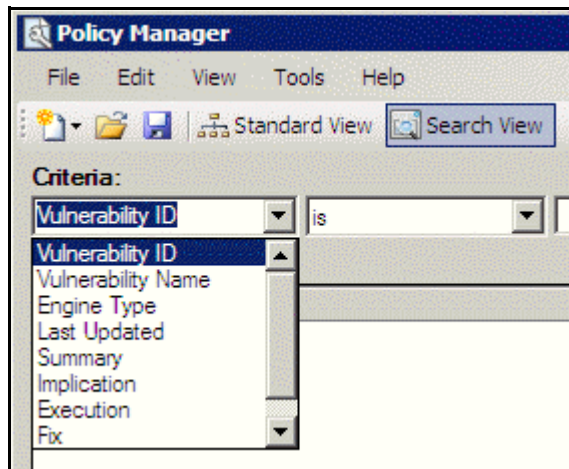 Policy Manager
File Edit View Tools Help
Standard View Search View
Criteria:
Vulnerability ID is
Vulnerability ID
Vulnerability Name
Engine Type
Last Updated
Summary
Implication
Execution
Fix